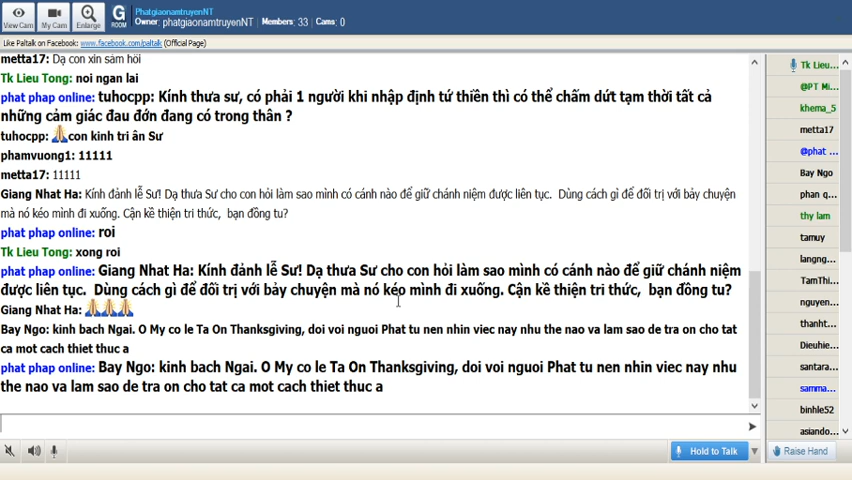 PhatgiaonamtruyenNT
Owner: phatgiaonamtruyenNT Members: 33 Cams: 0
View Cam
My Cam
Enlarge
G
ROOM
Like Paltalk on Facebook: www.facebook.com/paltalk (Official Page)
metta17: Dạ con xin sám hối
Tk Lieu Tong: noi ngan lai
phat phap online: tuhocpp: Kính thưa sư, có phải 1 người khi nhập định tứ thiền thì có thể chấm dứt tạm thời tất cả
những cảm giác đau đớn đang có trong thân ?
tuhocpp: con kinh tri ân Sư
phamvuong1: 11111
metta17: 11111
Giang Nhat Ha: Kính đảnh lễ Sư! Dạ thưa Sư cho con hỏi làm sao mình có cánh nào để giữ chánh niệm được liên tục. Dùng cách gì để đối trị với bảy chuyện
mà nó kéo mình đi xuống. Cận kề thiện tri thức, bạn đồng tu?
phat phap online: roi
Tk Lieu Tong: xong roi
phat phap online: Giang Nhat Ha: Kính đảnh lễ Sư! Dạ thưa Sư cho con hỏi làm sao mình có cánh nào để giữ chánh niệm
được liên tục. Dùng cách gì để đối trị với bảy chuyện mà nó kéo mình đi xuống. Cận kề thiện tri thức, bạn đồng tu?
Giang Nhat Ha:
Bay Ngo: kinh bach Ngai. O My co le Ta On Thanksgiving, doi voi nguoi Phat tu nen nhin viec nay nhu the nao va lam sao de tra on cho tat
ca mot cach thiet thuc a
phat phap online: Bay Ngo: kinh bach Ngai. O My co le Ta On Thanksgiving, doi voi nguoi Phat tu nen nhin viec nay nhu
the nao va lam sao de tra on cho tat ca mot cach thiet thuc a
Hold to Talk
Tk Lieu...
@PT Mi...
khema_5
metta17
@phat ...
Bay Ngo
phan q...
thy lam
tamuy
langng...
TamThi...
nguyen...
thanht...
Dieuhie...
santara...
samma...
binhle52
asiando...
Raise Hand